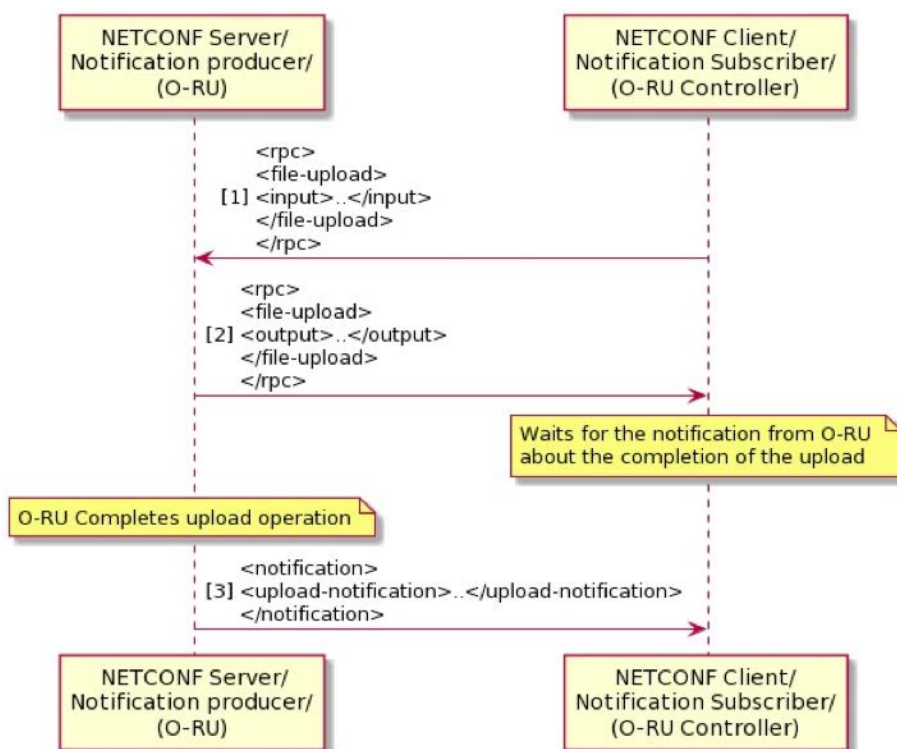 NETCONF Server/
Notification producer/
(O-RU)
NETCONF Client/
Notification Subscriber/
(O-RU Controller)
<rpc>
<file-upload>
[1] <input>..</input>
</file-upload>
</rpc>
<rpc>
<file-upload>
[2] <output>..</output>
</file-upload>
</rpc>
Waits for the notification from O-RU
about the completion of the upload
O-RU Completes upload operation
<notification>
[3] <upload-notification>..</upload-notification>
</notification>
NETCONF Server/
Notification producer/
(O-RU)
NETCONF Client/
Notification Subscriber/
(O-RU Controller)